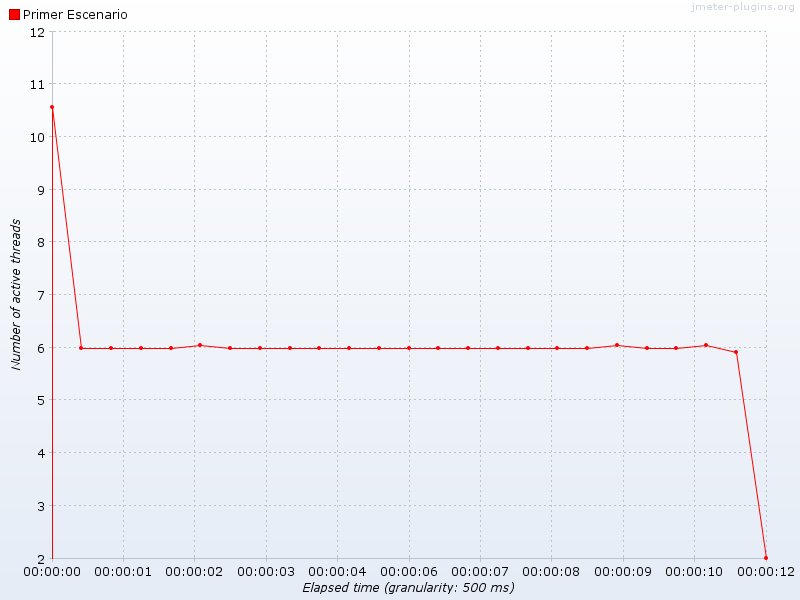 jmeter-plugins.org
Primer Escenario
12
11
10
9
8
7
6
5
4
3
2
Number of active threads
00:00:00 00:00:01 00:00:02 00:00:03 00:00:04 00:00:06 00:00:07 00:00:08 00:00:09 00:00:10 00:00:12
Elapsed time (granularity: 500 ms)